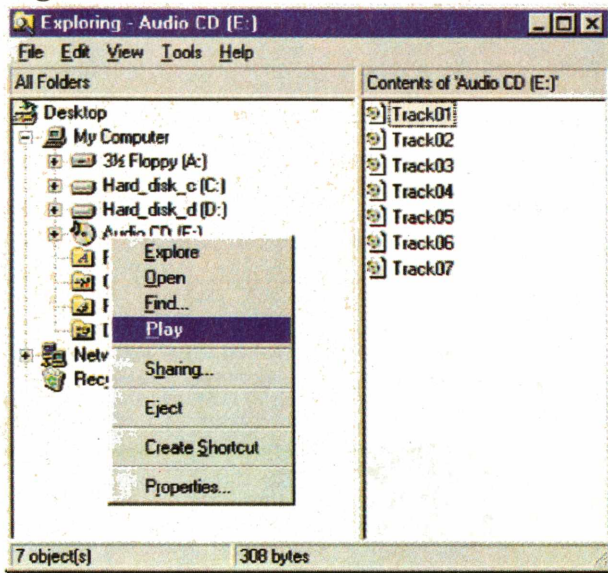 Exploring - Audio CD (E:)
File Edit View Tools Help
All Folders
Contents of 'Audio CD (E:)'
Desktop
My Computer
3½ Floppy (A:)
Hard_disk_c (C:)
Hard_disk_d (D:)
Audio CD (E:)
Explore
Open
Find...
Play
Sharing...
Eject
Create Shortcut
Properties...
Track01
Track02
Track03
Track04
Track05
Track06
Track07
7 object(s)
308 bytes